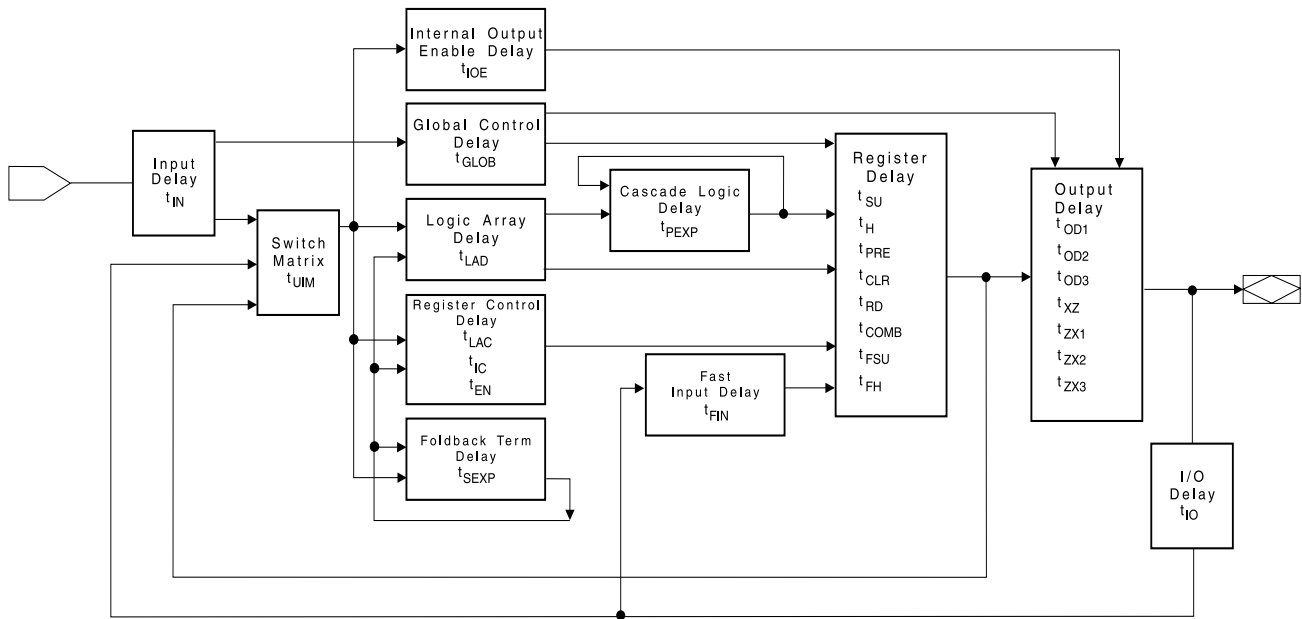 Input
Delay
tIN
Switch
Matrix
tUIM
Internal Output
Enable Delay
tIOE
Global Control
Delay
tGLOB
Logic Array
Delay
tLAD
Register Control
Delay
tLAC
tIC
tEN
Foldback Term
Delay
tSEXP
Cascade Logic
Delay
tPEXP
Fast
Input Delay
tFIN
Register
Delay
tSU
tH
tPRE
tCLR
tRD
tCOMB
tFSU
tFH
Output
Delay
tOD1
tOD2
tOD3
tXZ
tZX1
tZX2
tZX3
I/O
Delay
tIO